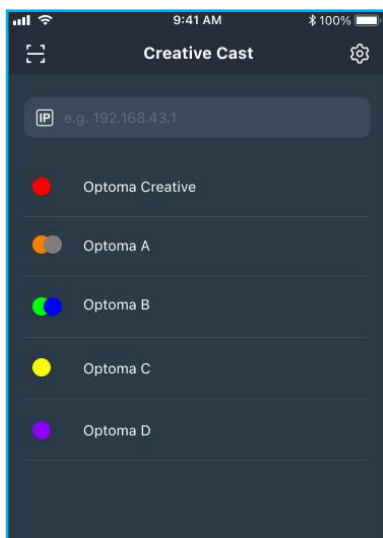 9:41 AM
100%
Creative Cast
IP e.g. 192.168.43.1
Optoma Creative
Optoma A
Optoma B
Optoma C
Optoma D